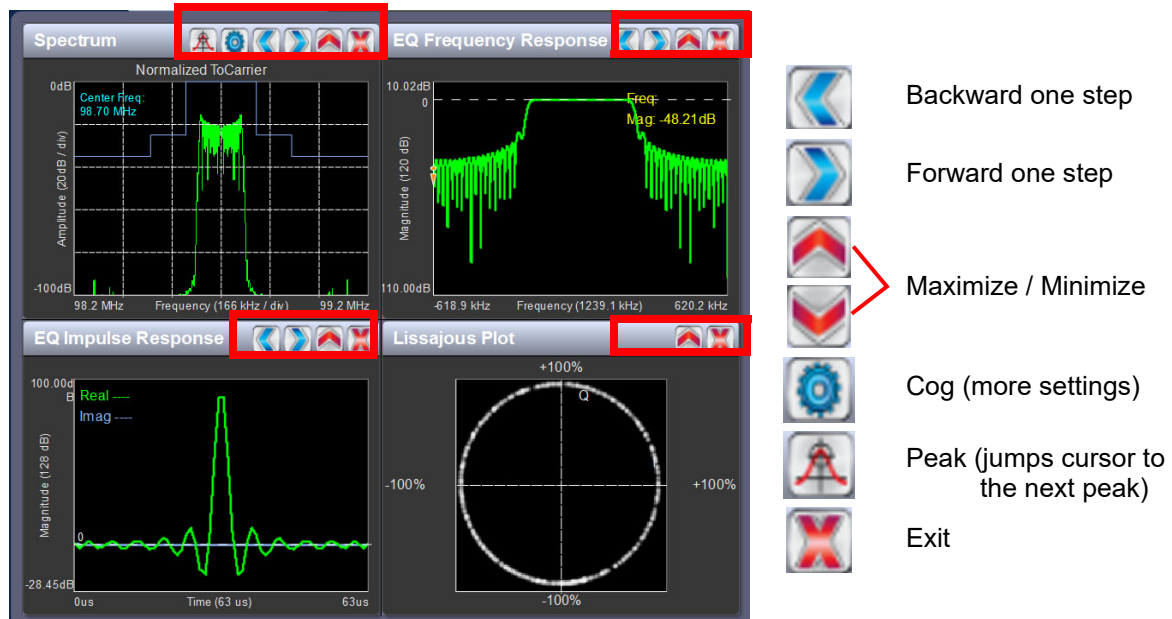 Spectrum
Normalized ToCarrier
0dB
Center Freq:
98.70 MHz
Amplitude (20dB / div)
-100dB
98.2 MHz
Frequency (166 kHz / div)
99.2 MHz
EQ Frequency Response
10.02dB
0
Freq:
Mag: -48.21dB
Magnitude (120 dB)
110.00dB
-618.9 kHz
Frequency (1239.1 kHz)
620.2 kHz
EQ Impulse Response
100.00d
B
Real ----
Imag ----
Magnitude (128 dB)
0
-28.45dB
0us
Time (63 us)
63us
Lissajous Plot
+100%
Q
-100%
+100%
-100%
Backward one step
Forward one step
Maximize / Minimize
Cog (more settings)
Peak (jumps cursor to
the next peak)
Exit